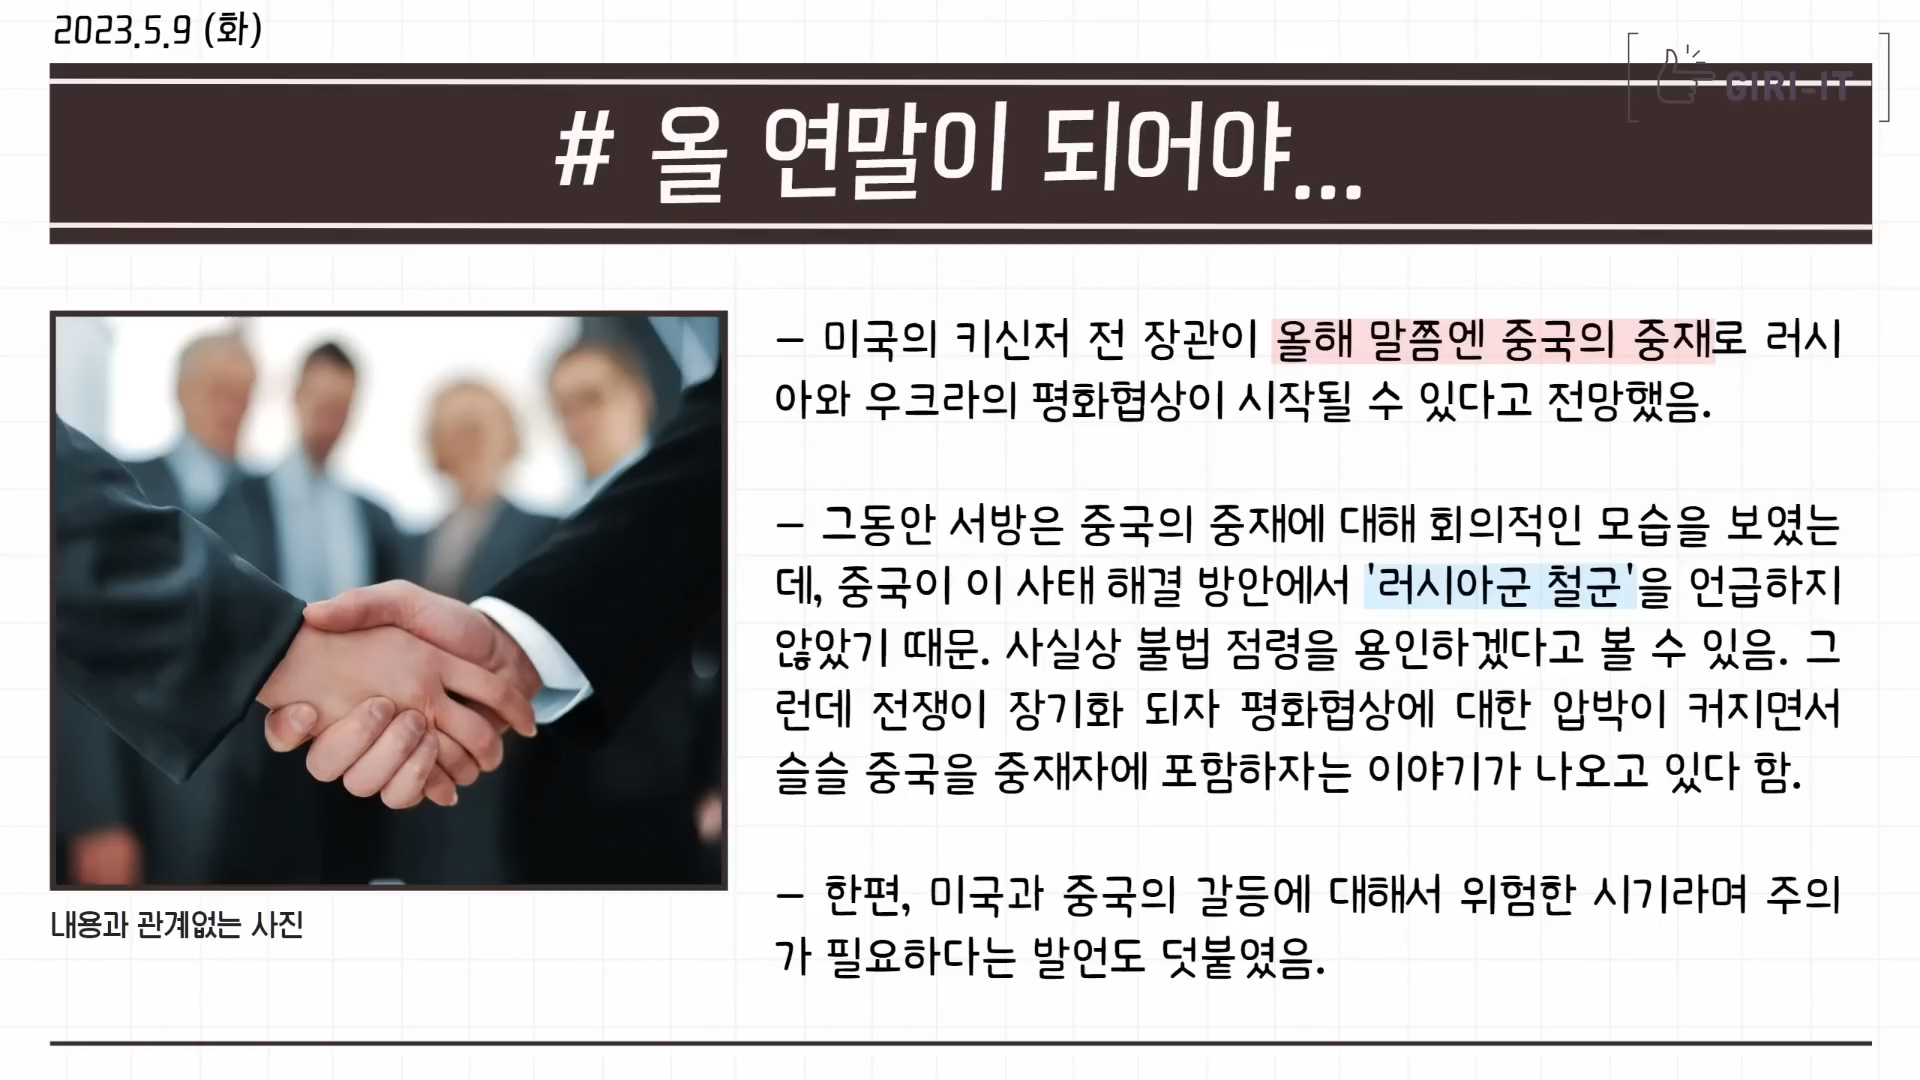 2023.5.9 (화)
GIRI-IT
# 올 연말이 되어야...
– 미국의 키신저 전 장관이 올해 말쯤엔 중국의 중재로 러시
아와 우크라의 평화협상이 시작될 수 있다고 전망했음.
– 그동안 서방은 중국의 중재에 대해 회의적인 모습을 보였는
데, 중국이 이 사태 해결 방안에서 '러시아군 철군'을 언급하지
않았기 때문. 사실상 불법 점령을 용인하겠다고 볼 수 있음. 그
런데 전쟁이 장기화 되자 평화협상에 대한 압박이 커지면서
슬슬 중국을 중재자에 포함하자는 이야기가 나오고 있다 함.
– 한편, 미국과 중국의 갈등에 대해서 위험한 시기라며 주의
가 필요하다는 발언도 덧붙였음.
내용과 관계없는 사진